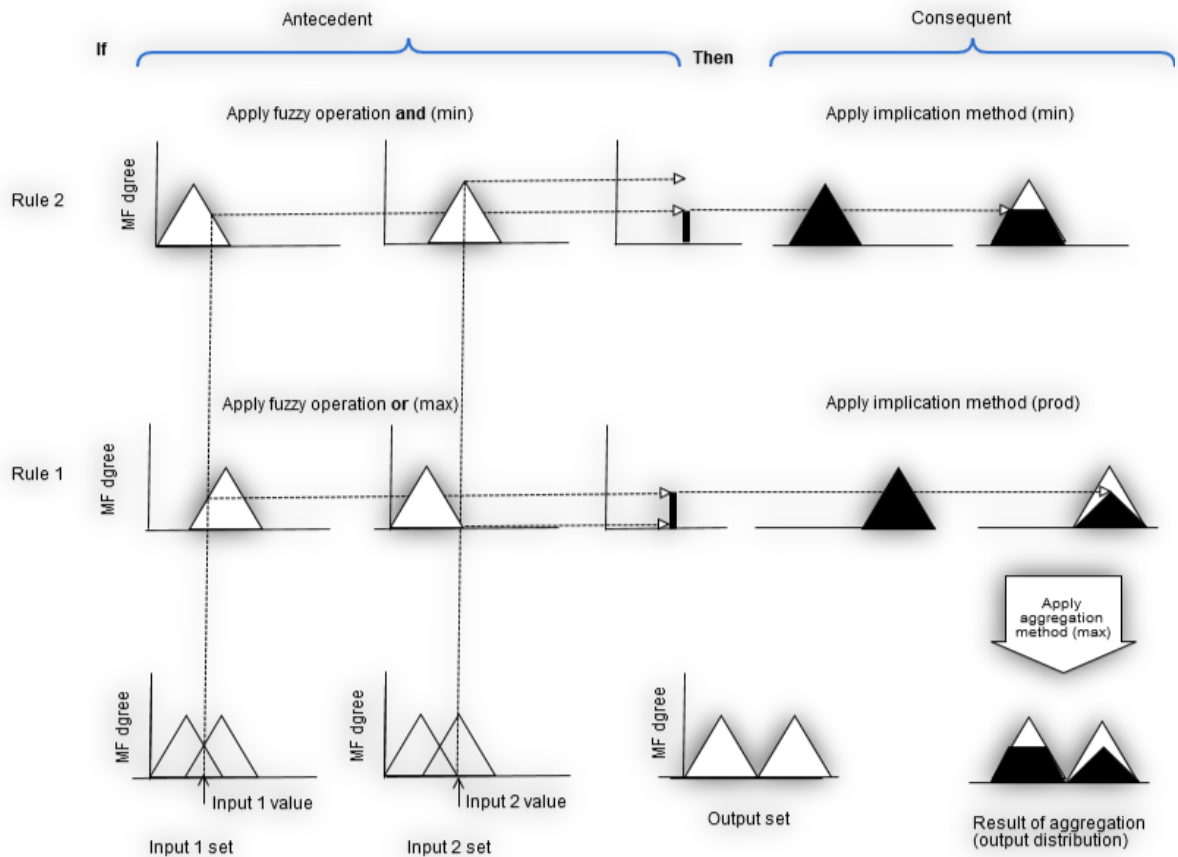 Antecedent
Consequent
If
Then
Apply fuzzy operation and (min)
Apply implication method (min)
MF dgree
Rule 2
Apply fuzzy operation or (max)
Apply implication method (prod)
MF dgree
Rule 1
Apply
aggregation
method (max)
MF dgree
MF dgree
MF dgree
Input 1 value
Input 2 value
Output set
Result of aggregation
(output distribution)
Input 1 set
Input 2 set